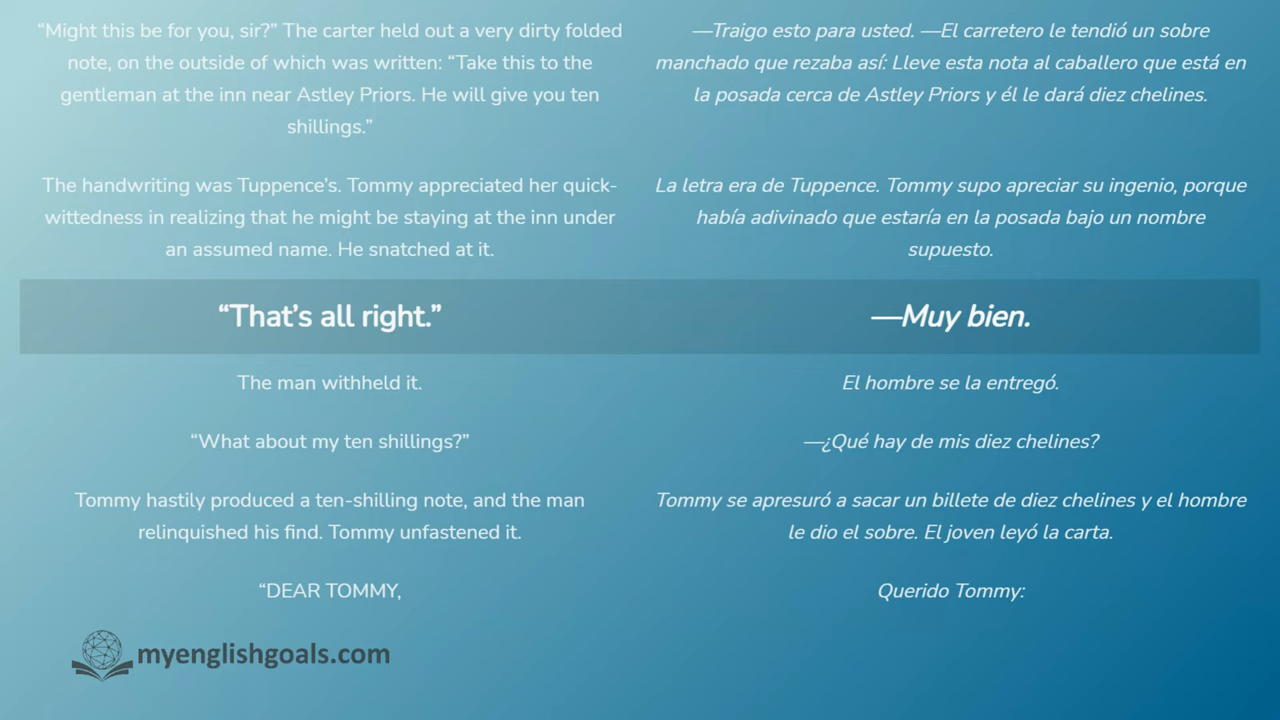 “Might this be for you, sir?” The carter held out a very dirty folded
note, on the outside of which was written: “Take this to the
gentleman at the inn near Astley Priors. He will give you ten
shillings.”
—Traigo esto para usted. —El carretero le tendió un sobre
manchado que rezaba así: Lleve esta nota al caballero que está en
la posada cerca de Astley Priors y él le dará diez chelines.
The handwriting was Tuppence’s. Tommy appreciated her quick-
wittedness in realizing that he might be staying at the inn under
an assumed name. He snatched at it.
La letra era de Tuppence. Tommy supo apreciar su ingenio, porque
había adivinado que estaría en la posada bajo un nombre
supuesto.
“That’s all right.”
—Muy bien.
The man withheld it.
El hombre se la entregó.
“What about my ten shillings?”
—¿Qué hay de mis diez chelines?
Tommy hastily produced a ten-shilling note, and the man
relinquished his find. Tommy unfastened it.
Tommy se apresuró a sacar un billete de diez chelines y el hombre
le dio el sobre. El joven leyó la carta.
“DEAR TOMMY,
Querido Tommy:
myenglishgoals.com